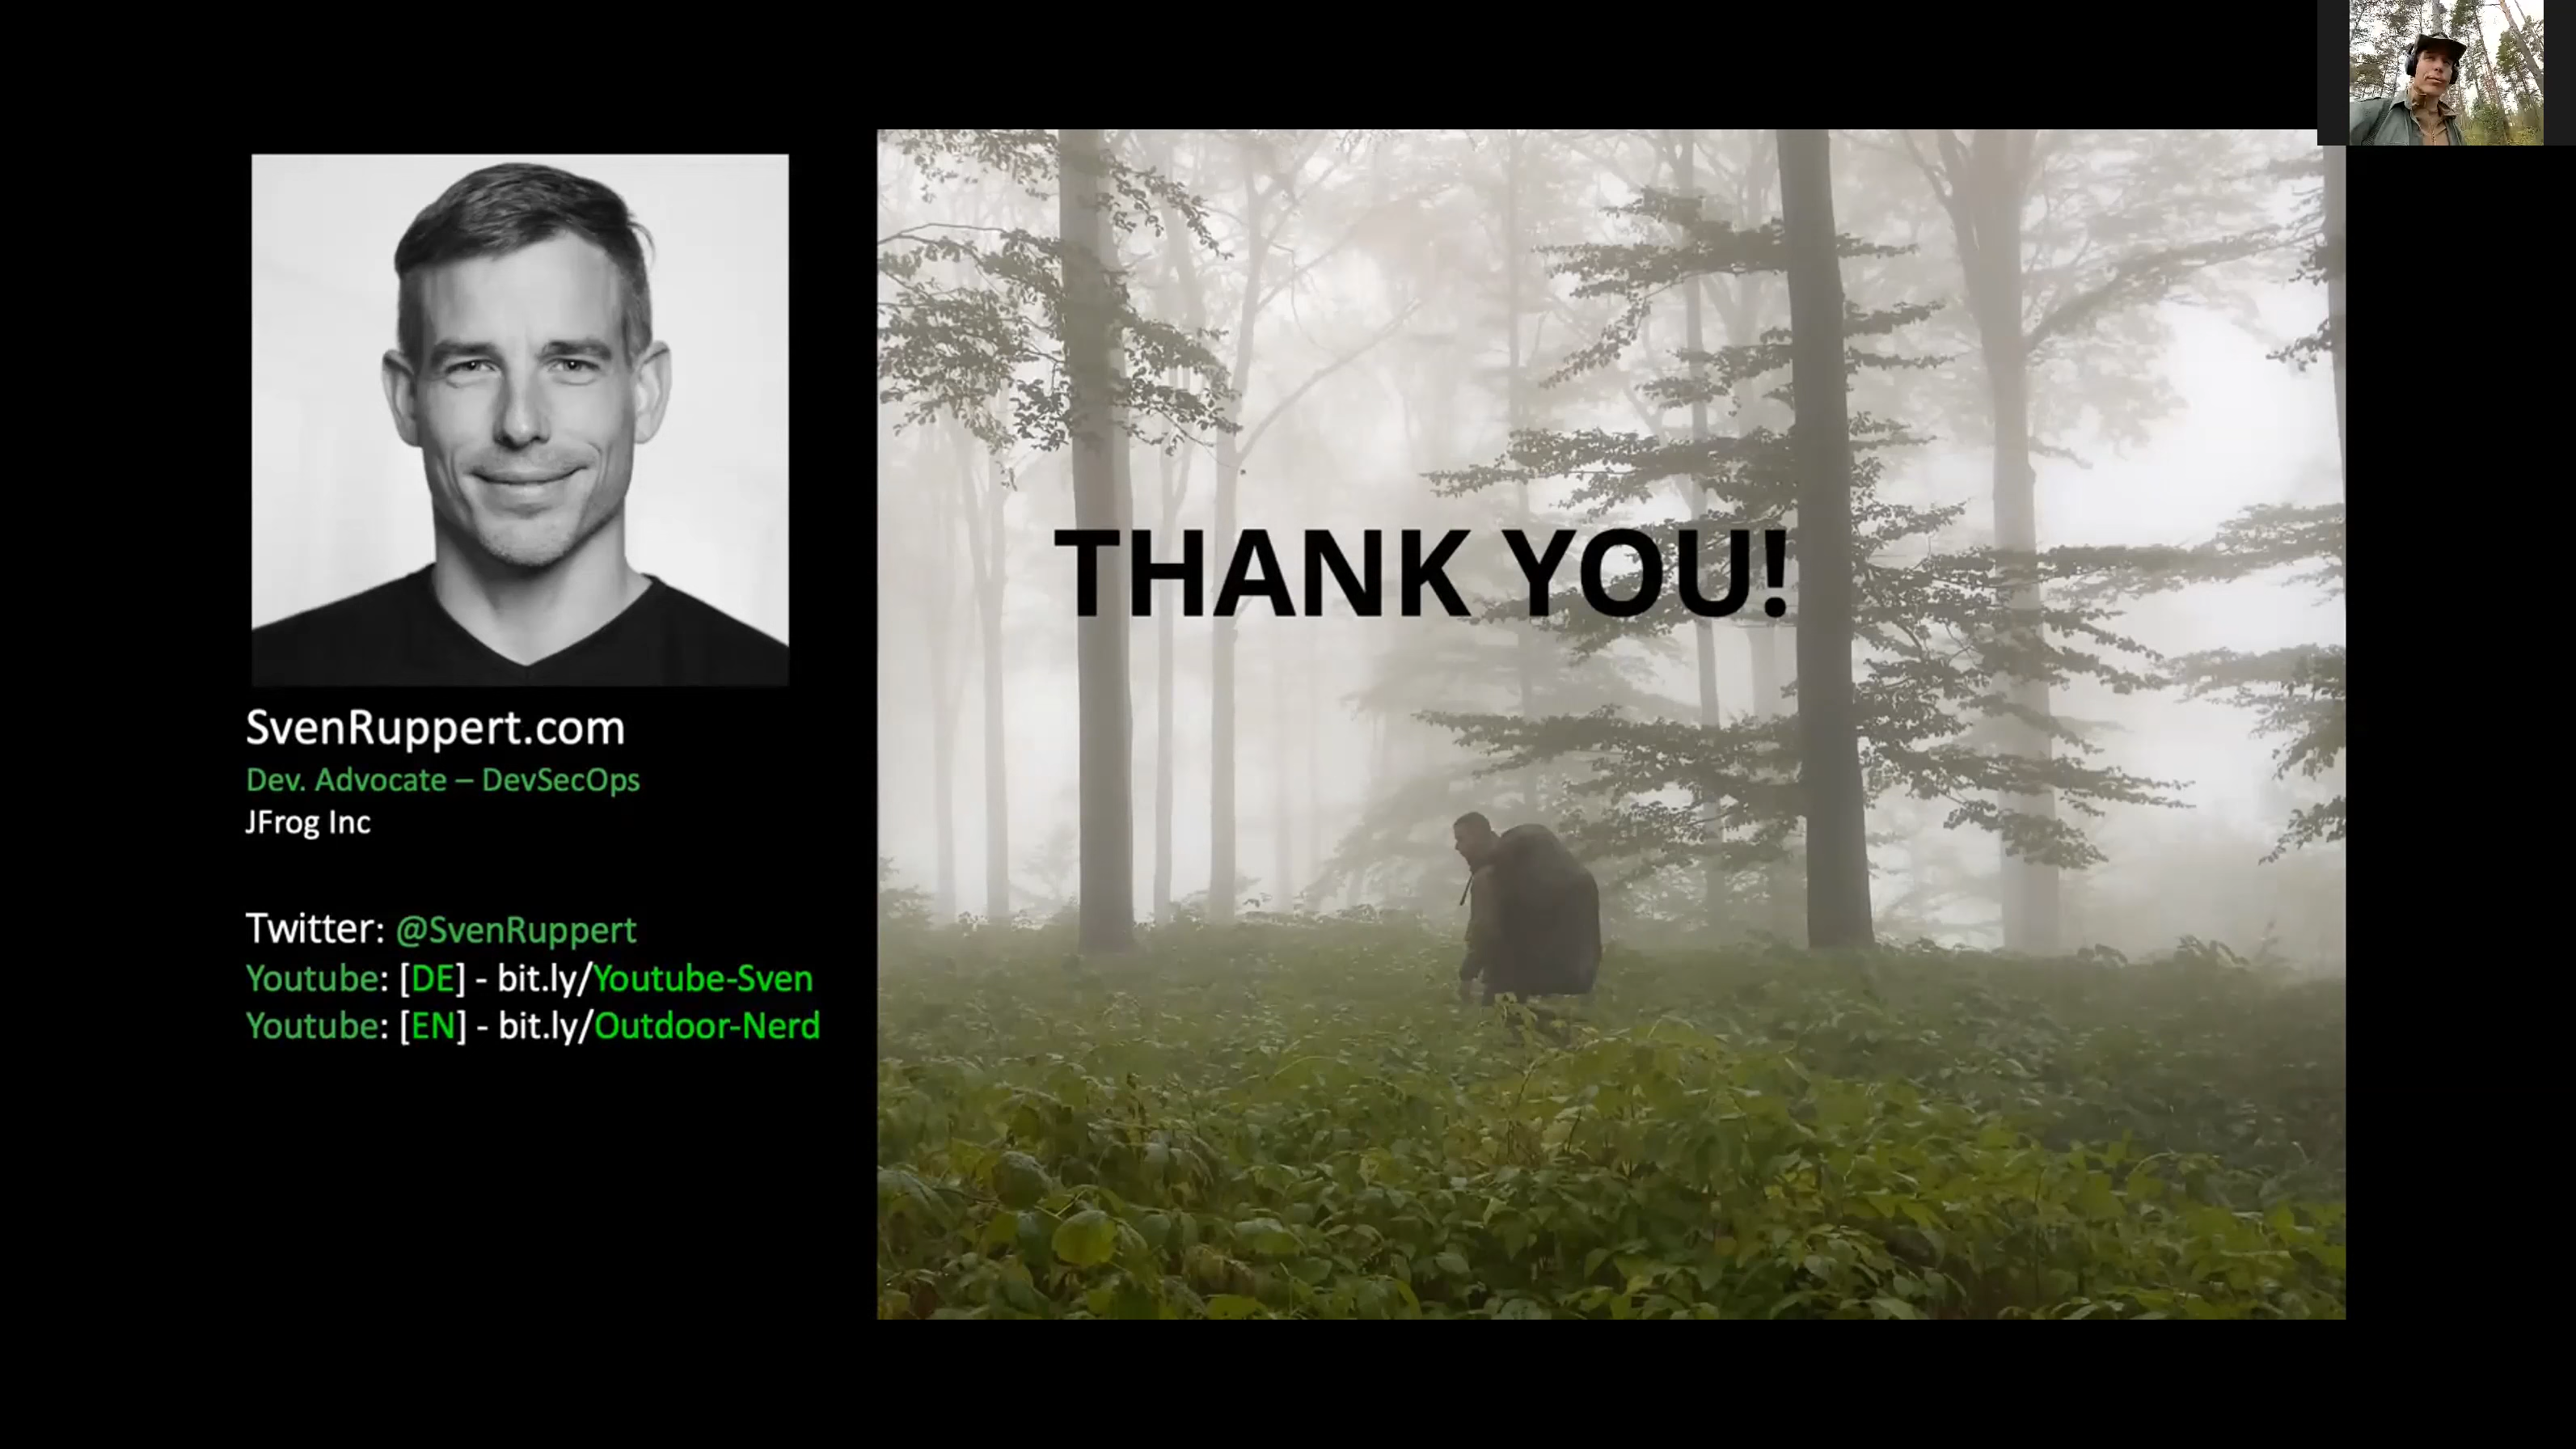 SvenRuppert.com
Dev. Advocate – DevSecOps
JFrog Inc
Twitter: @SvenRuppert
Youtube: [DE] - bit.ly/Youtube-Sven
Youtube: [EN] - bit.ly/Outdoor-Nerd
THANK YOU!